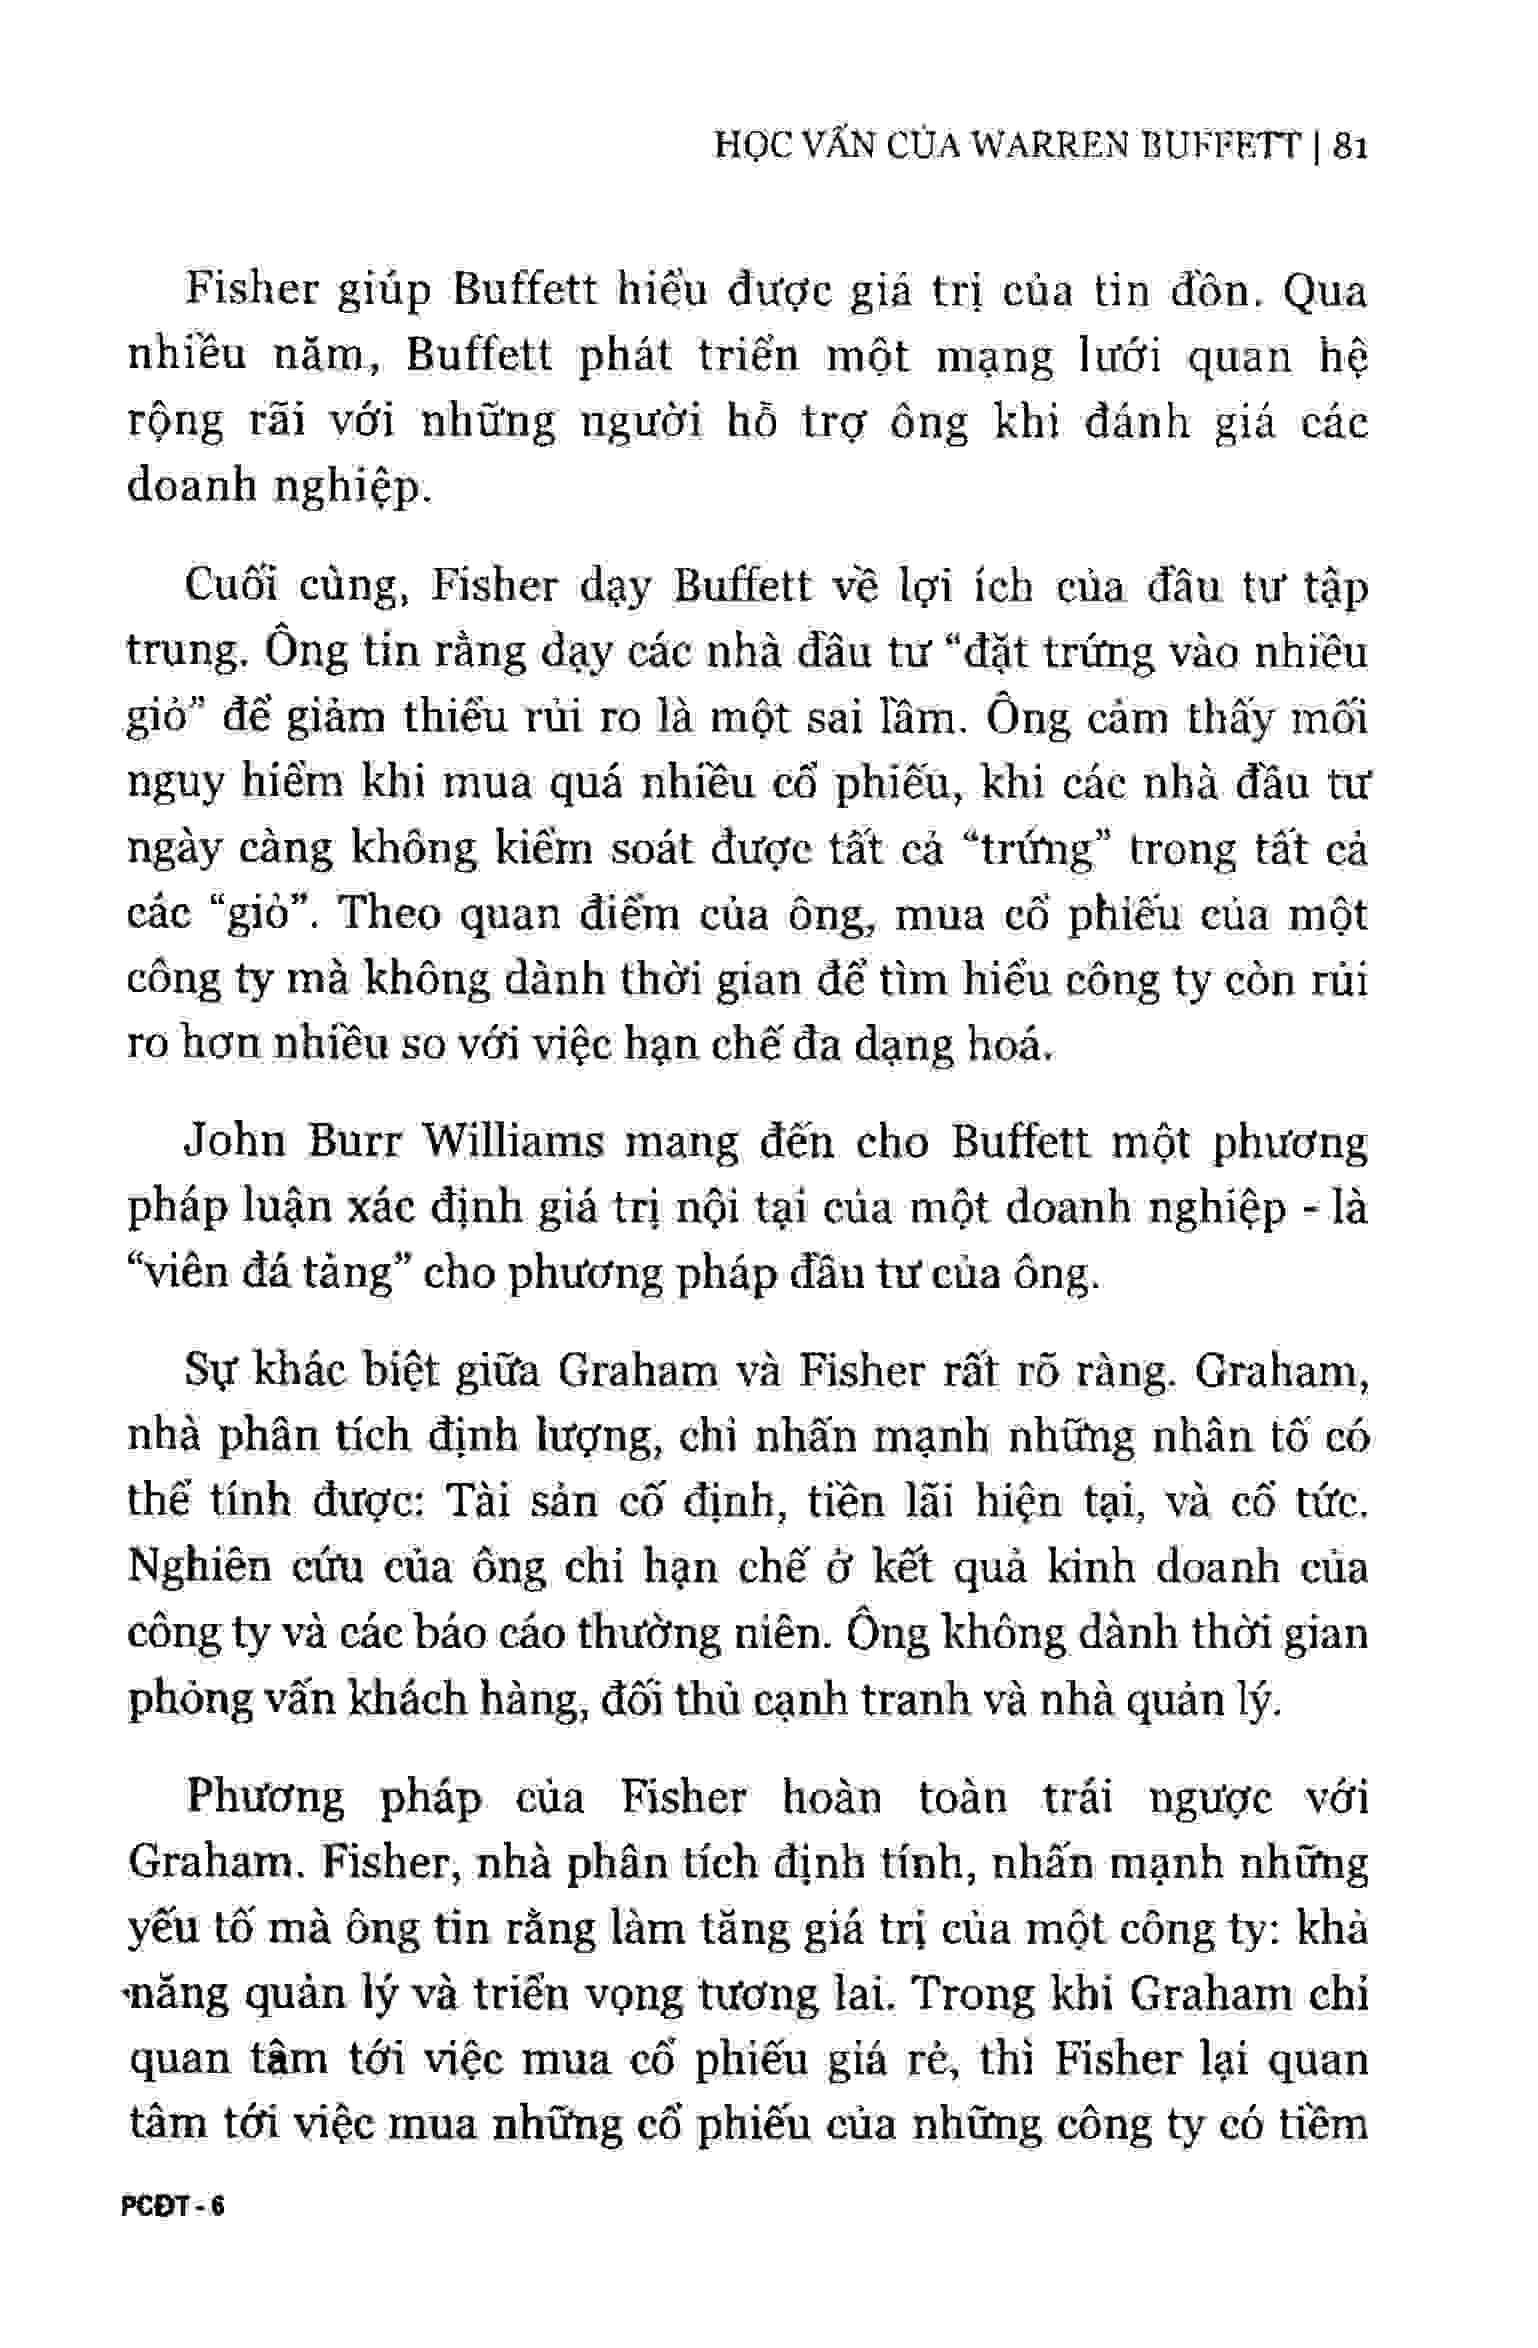 HỌC VẤN CỦA WARREN BUFFETT | 81
Fisher giúp Buffett hiểu được giá trị của tin đồn. Qua
nhiều năm, Buffett phát triển một mạng lưới quan hệ
rộng rãi với những người hỗ trợ ông khi đánh giá các
doanh nghiệp.
Cuối cùng, Fisher dạy Buffett về lợi ích của đầu tư tập
trung. Ông tin rằng dạy các nhà đầu tư “đặt trứng vào nhiều
giỏ” để giảm thiểu rủi ro là một sai lầm. Ông cảm thấy mối
nguy hiểm khi mua quá nhiều cổ phiếu, khi các nhà đầu tư
ngày càng không kiểm soát được tất cả “trứng” trong tất cả
các “giỏ”. Theo quan điểm của ông, mua cổ phiếu của một
công ty mà không dành thời gian để tìm hiểu công ty còn rủi
ro hơn nhiều so với việc hạn chế đa dạng hoá.
John Burr Williams mang đến cho Buffett một phương
pháp luận xác định giá trị nội tại của một doanh nghiệp - là
“viên đá tảng” cho phương pháp đầu tư của ông.
Sự khác biệt giữa Graham và Fisher rất rõ ràng. Graham,
nhà phân tích định lượng, chỉ nhấn mạnh những nhân tố có
thể tính được: Tài sản cố định, tiền lãi hiện tại, và cổ tức.
Nghiên cứu của ông chỉ hạn chế ở kết quả kinh doanh của
công ty và các báo cáo thường niên. Ông không dành thời gian
phỏng vấn khách hàng, đối thủ cạnh tranh và nhà quản lý.
Phương pháp của Fisher hoàn toàn trái ngược với
Graham. Fisher, nhà phân tích định tính, nhấn mạnh những
yếu tố mà ông tin rằng làm tăng giá trị của một công ty: khả
năng quản lý và triển vọng tương lai. Trong khi Graham chỉ
quan tâm tới việc mua cổ phiếu giá rẻ, thì Fisher lại quan
tâm tới việc mua những cổ phiếu của những công ty có tiềm
PCĐT - 6